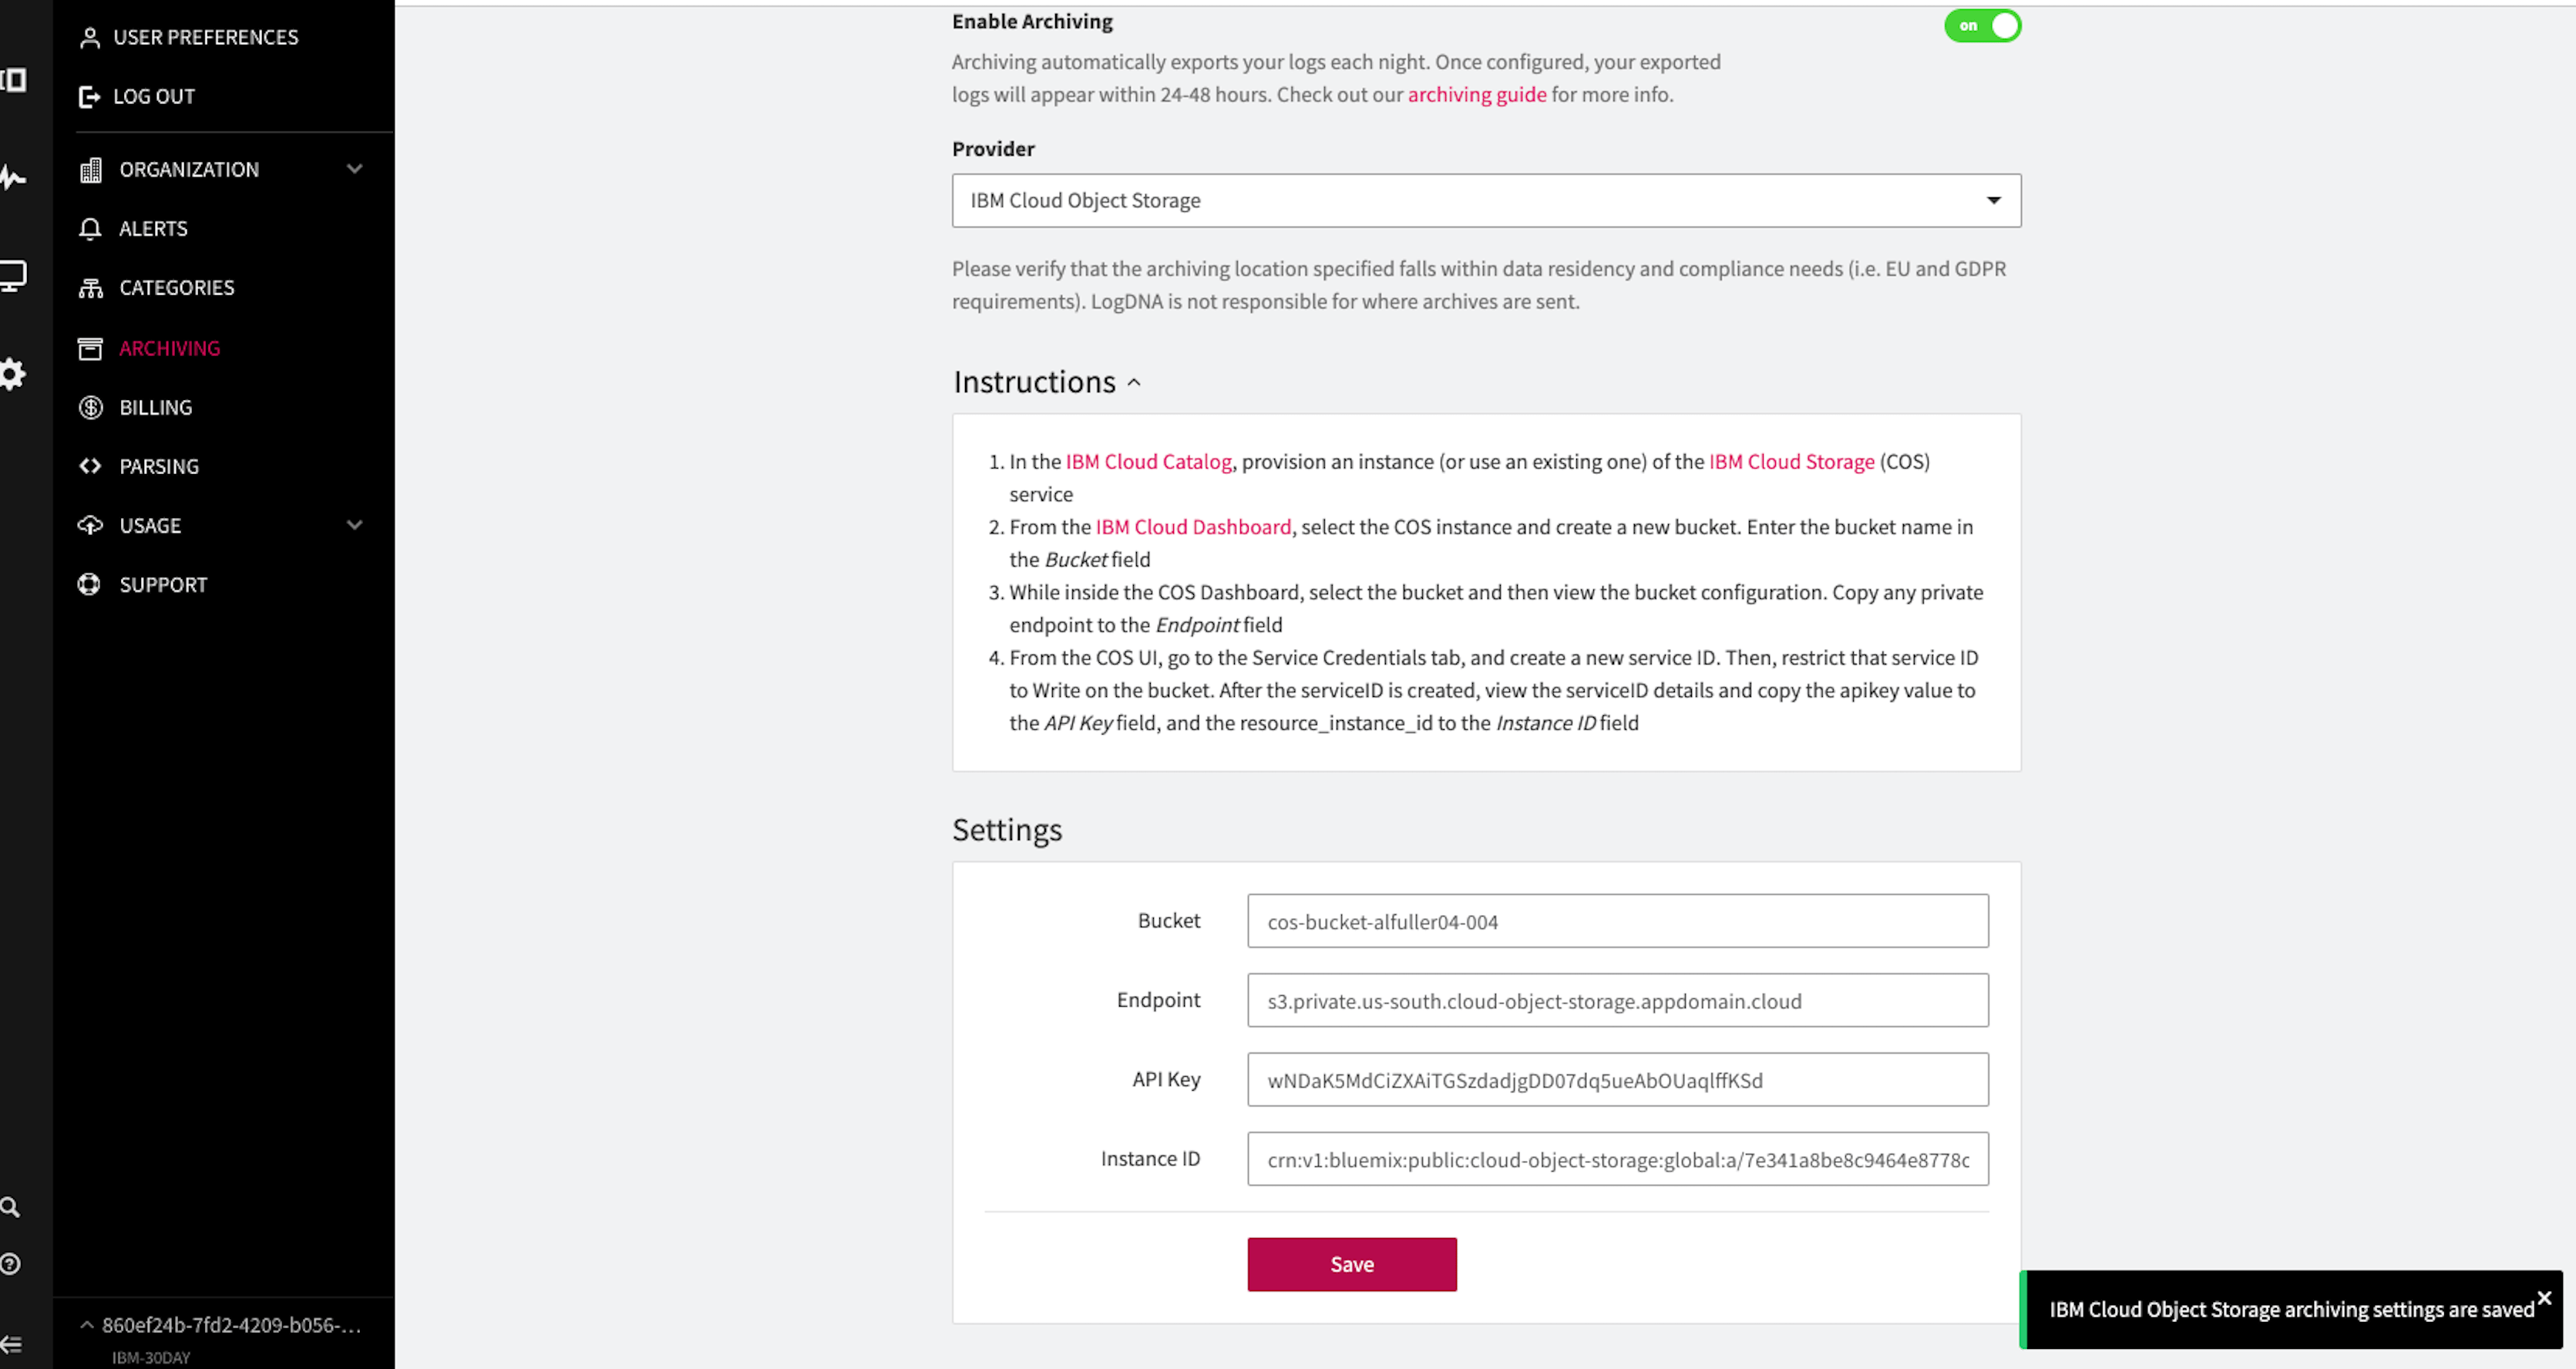 USER PREFERENCES
LOG OUT
ORGANIZATION
ALERTS
CATEGORIES
ARCHIVING
BILLING
PARSING
USAGE
SUPPORT
860ef24b-7fd2-4209-b056-...
IBM-30DAY
Enable Archiving
on
Archiving automatically exports your logs each night. Once configured, your exported
logs will appear within 24-48 hours. Check out our archiving guide for more info.
Provider
IBM Cloud Object Storage
Please verify that the archiving location specified falls within data residency and compliance needs (i.e. EU and GDPR
requirements). LogDNA is not responsible for where archives are sent.
Instructions
1. In the IBM Cloud Catalog, provision an instance (or use an existing one) of the IBM Cloud Storage (COS)
service
2. From the IBM Cloud Dashboard, select the COS instance and create a new bucket. Enter the bucket name in
the Bucket field
3. While inside the COS Dashboard, select the bucket and then view the bucket configuration. Copy any private
endpoint to the Endpoint field
4. From the COS UI, go to the Service Credentials tab, and create a new service ID. Then, restrict that service ID
to Write on the bucket. After the serviceID is created, view the serviceID details and copy the apikey value to
the API Key field, and the resource_instance_id to the Instance ID field
Settings
Bucket
cos-bucket-alfuller04-004
Endpoint
s3.private.us-south.cloud-object-storage.appdomain.cloud
API Key
wNDaK5MdCiZXAiTGSzdadjgDD07dq5ueAbOUaqlffKSd
Instance ID
crn:v1:bluemix:public:cloud-object-storage:global:a/7e341a8be8c9464e8778c
Save
IBM Cloud Object Storage archiving settings are saved